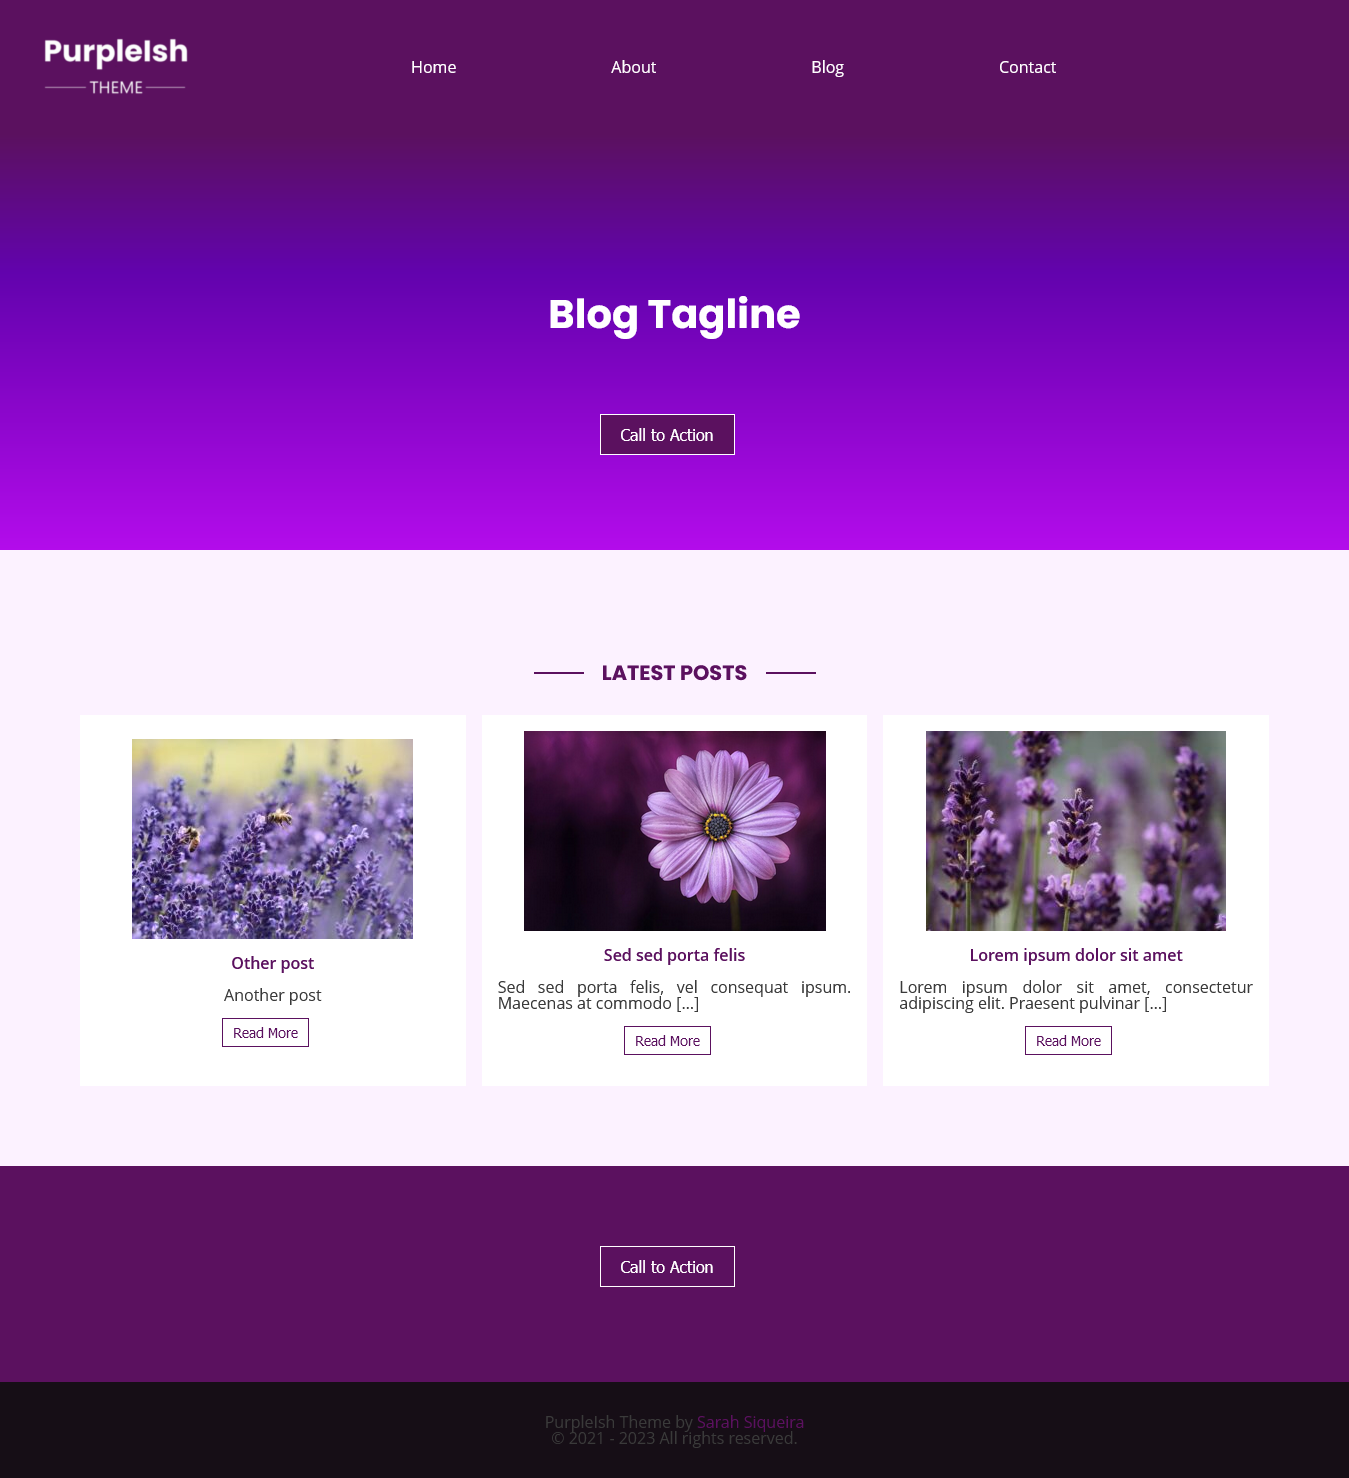 PurpleIsh
THEME
Home
About
Blog
Contact
Blog Tagline
Call to Action
LATEST POSTS
Other post
Another post
Read More
Sed sed porta felis
Sed sed porta felis, vel consequat ipsum.
Maecenas at commodo [...]
Read More
Lorem ipsum dolor sit amet
Lorem ipsum dolor sit amet, consectetur
adipiscing elit. Praesent pulvinar [...]
Read More
Call to Action
PurpleIsh Theme by Sarah Siqueira
© 2021 - 2023 All rights reserved.